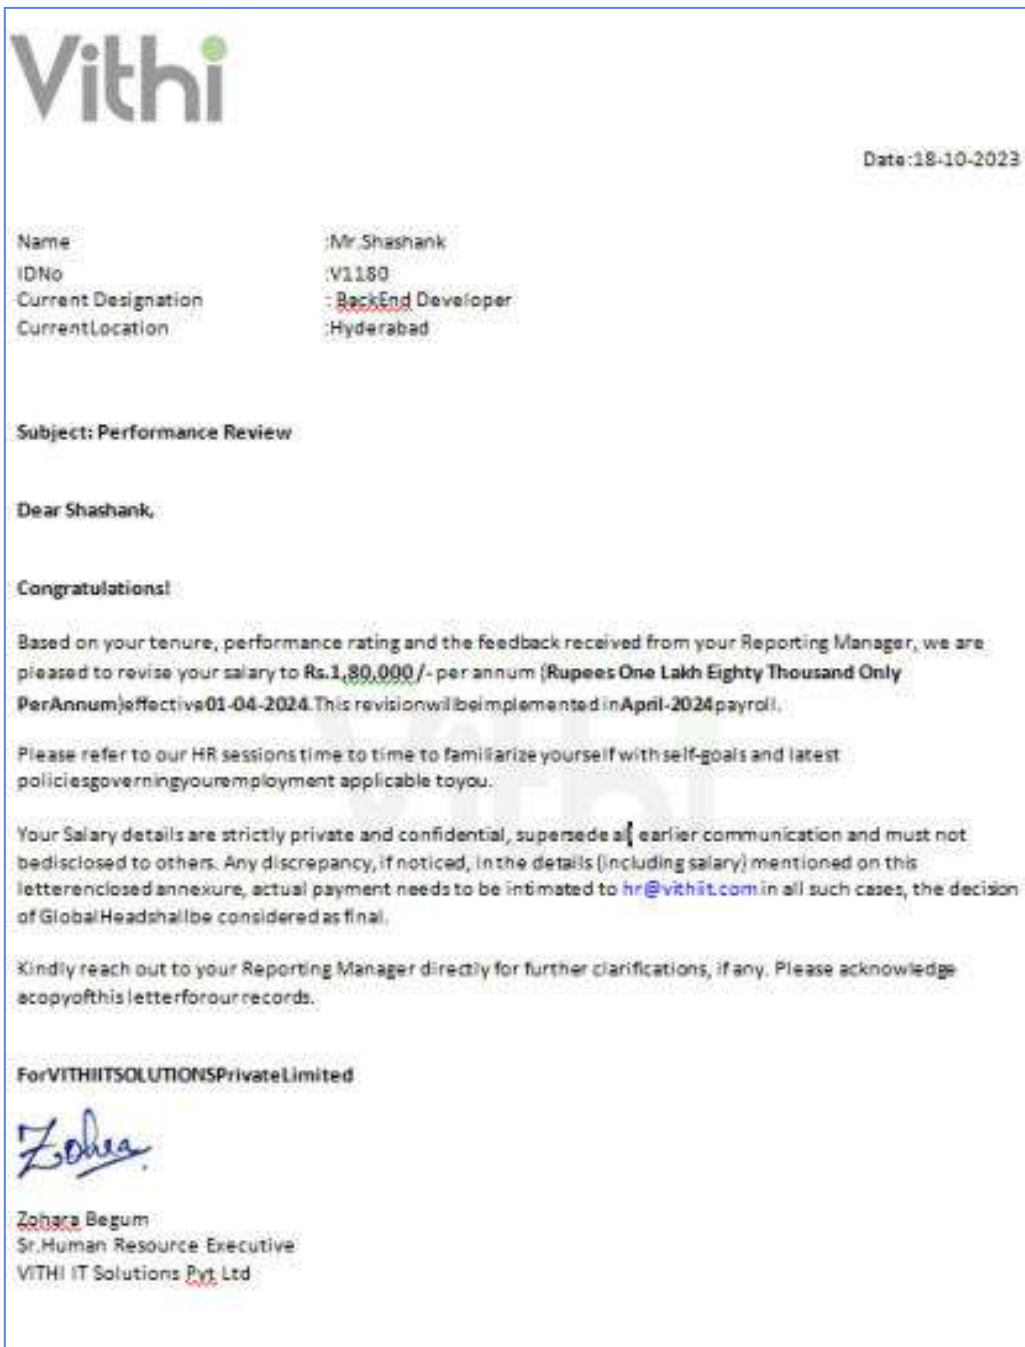 Vithi
Date:18-10-2023
Name :Mr.Shashank
IDNo :V1180
Current Designation : BackEnd Developer
CurrentLocation :Hyderabad
Subject: Performance Review
Dear Shashank,
Congratulations!
Based on your tenure, performance rating and the feedback received from your Reporting Manager, we are
pleased to revise your salary to Rs.1,80,000/- per annum (Rupees One Lakh Eighty Thousand Only
PerAnnum)effective01-04-2024.This revisionwillbeimplemented inApril-2024payroll.
Please refer to our HR sessions time to time to familiarize yourself with self-goals and latest
policiesgoverningyouremployment applicable toyou.
Your Salary details are strictly private and confidential, supersede all earlier communication and must not
bedisclosed to others. Any discrepancy, if noticed, in the details (including salary) mentioned on this
letterenclosed annexure, actual payment needs to be intimated to hr@vithiit.com in all such cases, the decision
of GlobalHeadshallbe considered as final.
Kindly reach out to your Reporting Manager directly for further clarifications, if any. Please acknowledge
acopyofthis letterforour records.
ForVITHIITSOLUTIONSPrivateLimited
Zohra
Zohara Begum
Sr.Human Resource Executive
VITHI IT Solutions Pvt Ltd